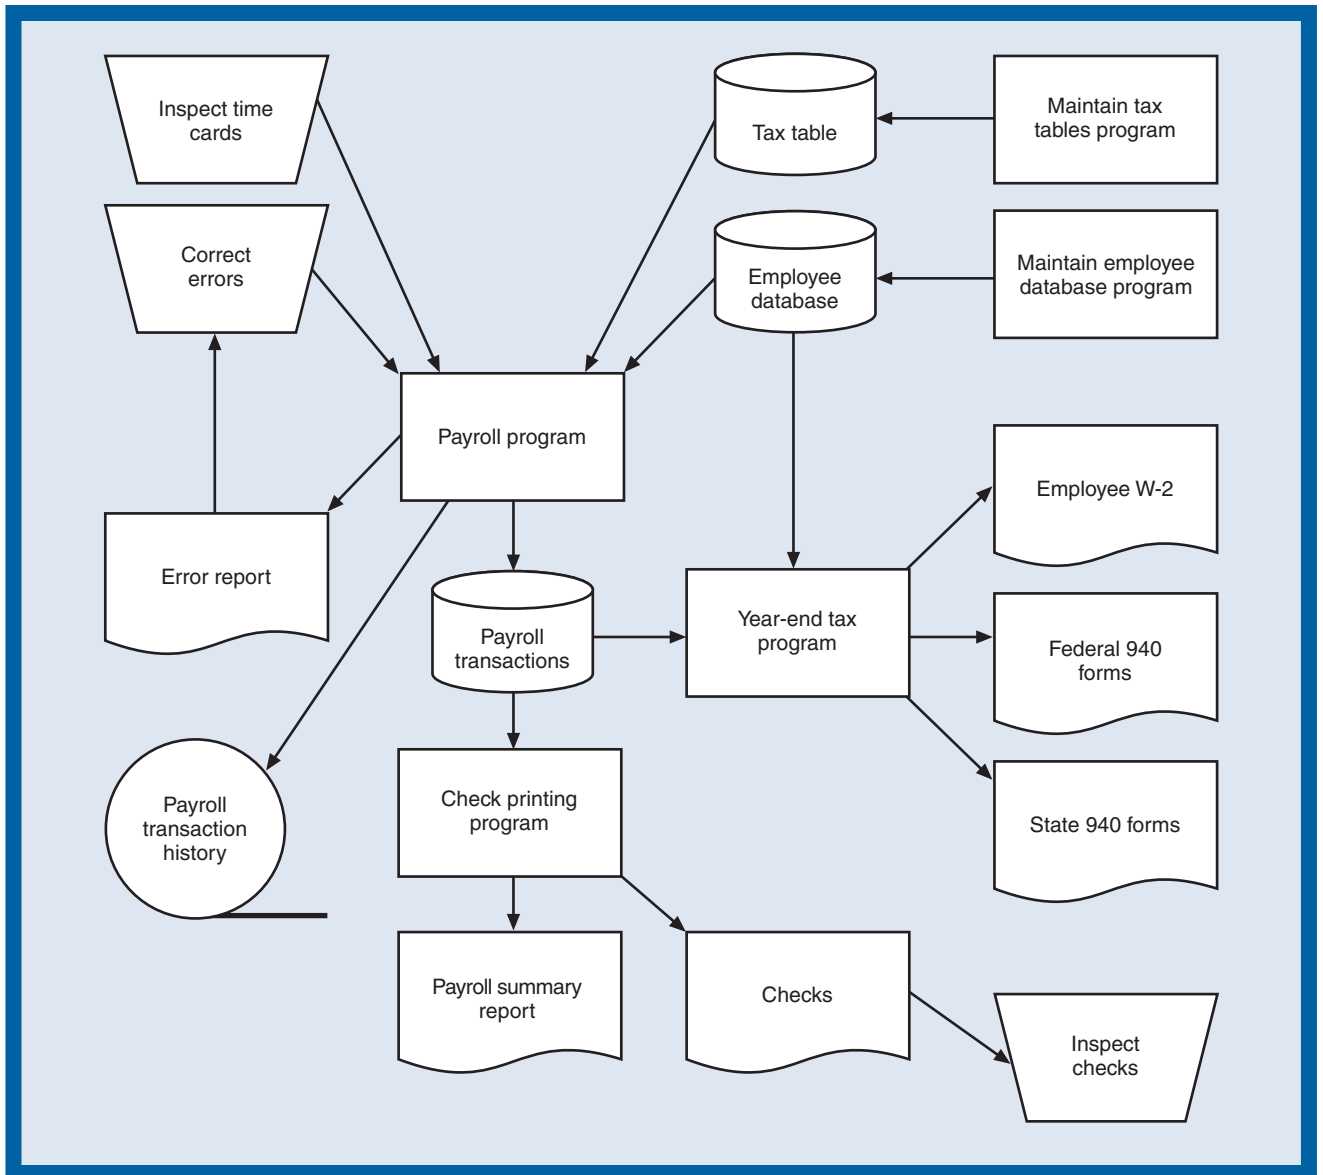 Inspect time
cards
Tax table
Maintain tax
tables program
Correct
errors
Employee
database
Maintain employee
database program
Payroll program
Employee W-2
Error report
Payroll
transactions
Year-end tax
program
Federal 940
forms
Payroll
transaction
history
Check printing
program
State 940 forms
Payroll summary
report
Checks
Inspect
checks